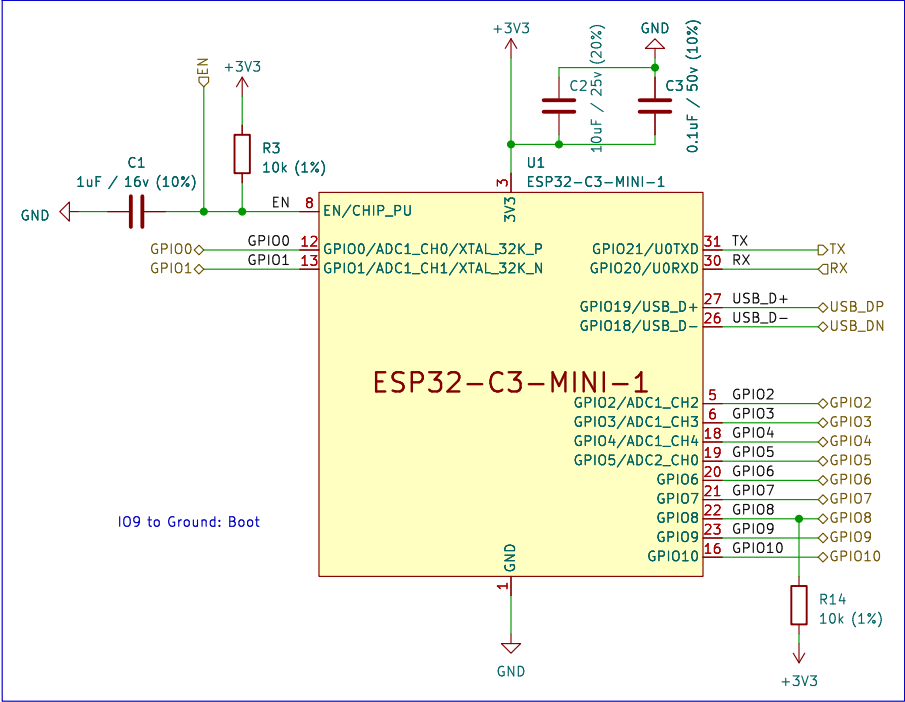 +3V3
GND
EN
+3V3
C2
10uF / 25v (20%)
C3
0.1uF / 50v (10%)
R3
10k (1%)
C1
1uF / 16v (10%)
GND
U1
ESP32-C3-MINI-1
3
3V3
EN
8
EN/CHIP_PU
GPIO0
GPIO0
12
GPIO0/ADC1_CH0/XTAL_32K_P
GPIO1
GPIO1
13
GPIO1/ADC1_CH1/XTAL_32K_N
GPIO21/U0TXD
31
TX
TX
GPIO20/U0RXD
30
RX
RX
GPIO19/USB_D+
27
USB_D+
USB_DP
GPIO18/USB_D-
26
USB_D-
USB_DN
ESP32-C3-MINI-1
GPIO2/ADC1_CH2
5
GPIO2
GPIO2
GPIO3/ADC1_CH3
6
GPIO3
GPIO3
GPIO4/ADC1_CH4
18
GPIO4
GPIO4
GPIO5/ADC2_CH0
19
GPIO5
GPIO5
GPIO6
20
GPIO6
GPIO6
GPIO7
21
GPIO7
GPIO7
GPIO8
22
GPIO8
GPIO8
GPIO9
23
GPIO9
GPIO9
GPIO10
16
GPIO10
GPIO10
IO9 to Ground: Boot
GND
1
GND
R14
10k (1%)
+3V3